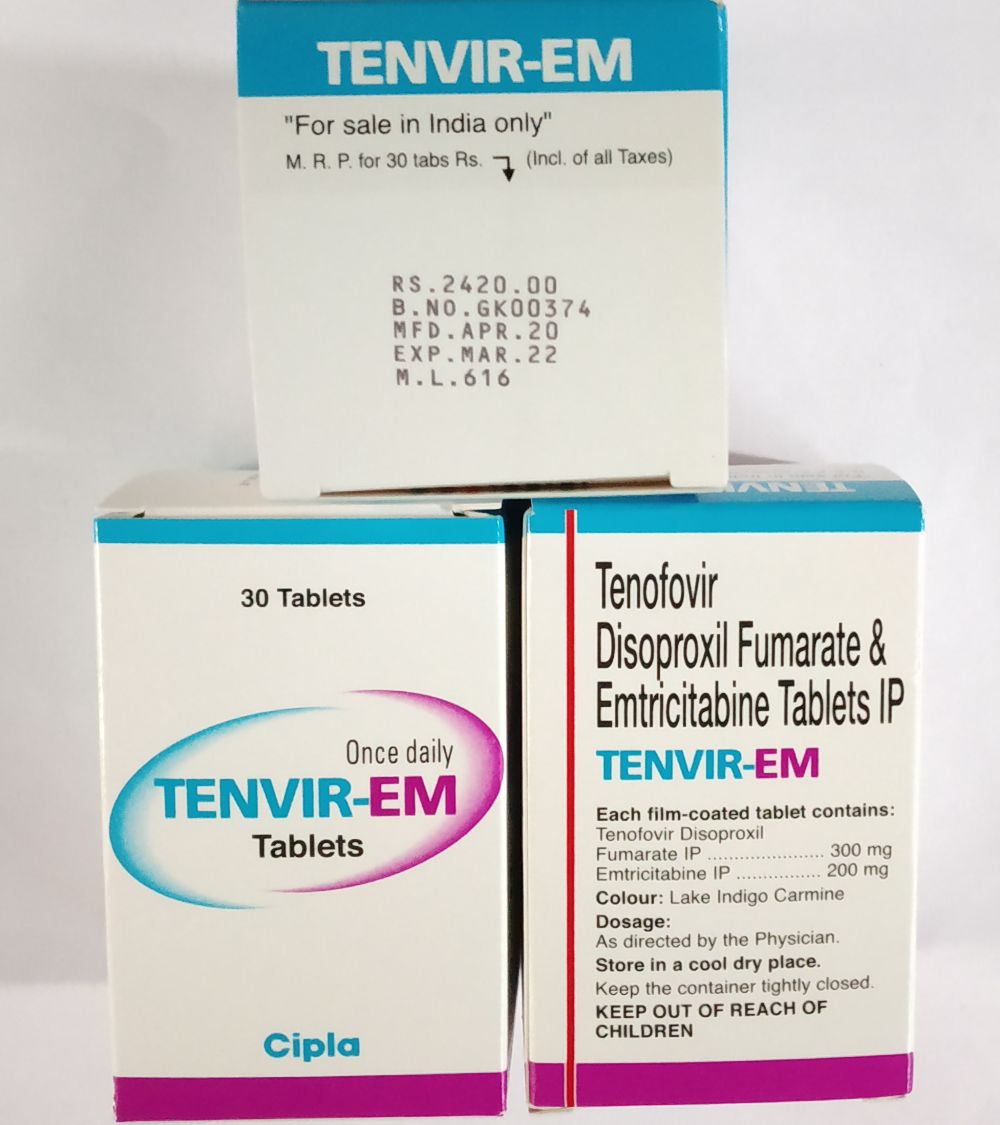 TENVIR-EM
"For sale in India only"
M. R. P. for 30 tabs Rs. (Incl. of all Taxes)
RS.2420.00
B.NO.GK00374
MFD.APR.20
EXP.MAR.22
M.L.616
30 Tablets
Once daily
TENVIR-EM
Tablets
Cipla
Tenofovir
Disoproxil Fumarate &
Emtricitabine Tablets IP
TENVIR-EM
Each film-coated tablet contains:
Tenofovir Disoproxil
Fumarate IP ...................... 300 mg
Emtricitabine IP ................ 200 mg
Colour: Lake Indigo Carmine
Dosage:
As directed by the Physician.
Store in a cool dry place.
Keep the container tightly closed.
KEEP OUT OF REACH OF
CHILDREN